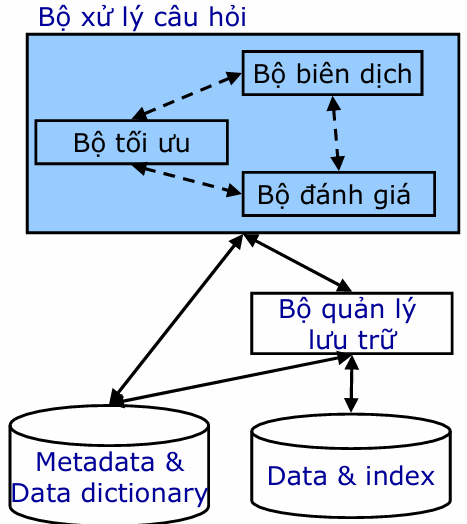 Bộ xử lý câu hỏi
Bộ biên dịch
Bộ tối ưu
Bộ đánh giá
Bộ quản lý
lưu trữ
Metadata &
Data dictionary
Data & index